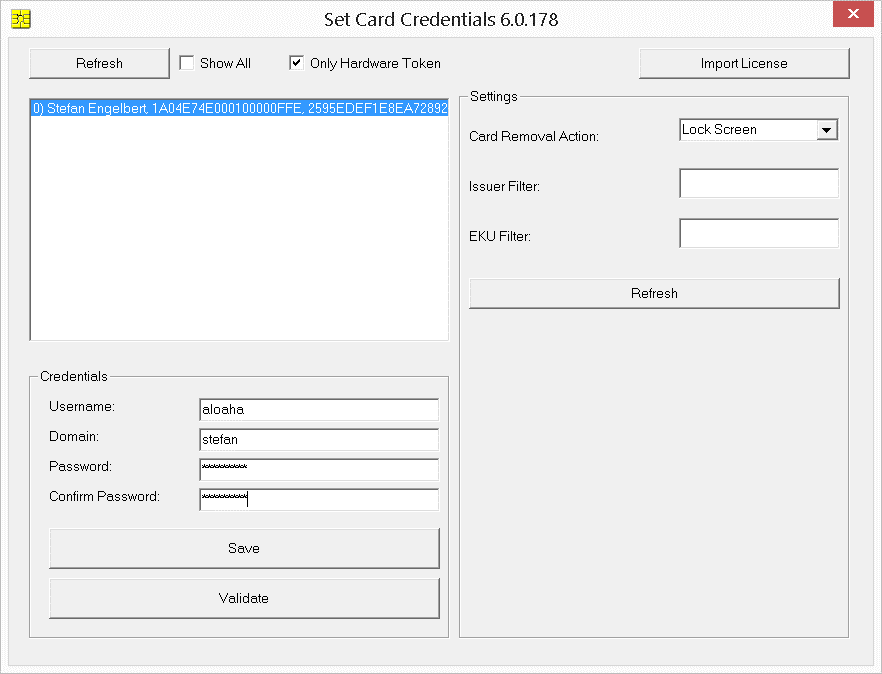 Set Card Credentials 6.0.178
Refresh
Show All
Only Hardware Token
Import License
0) Stefan Engelbert, 1A04E74E000100000FFE, 2595EDEF1E8EA72892
Settings
Card Removal Action:
Lock Screen
Issuer Filter:
EKU Filter:
Refresh
Credentials
Username:
aloaha
Domain:
stefan
Password:
*********
Confirm Password:
*********
Save
Validate